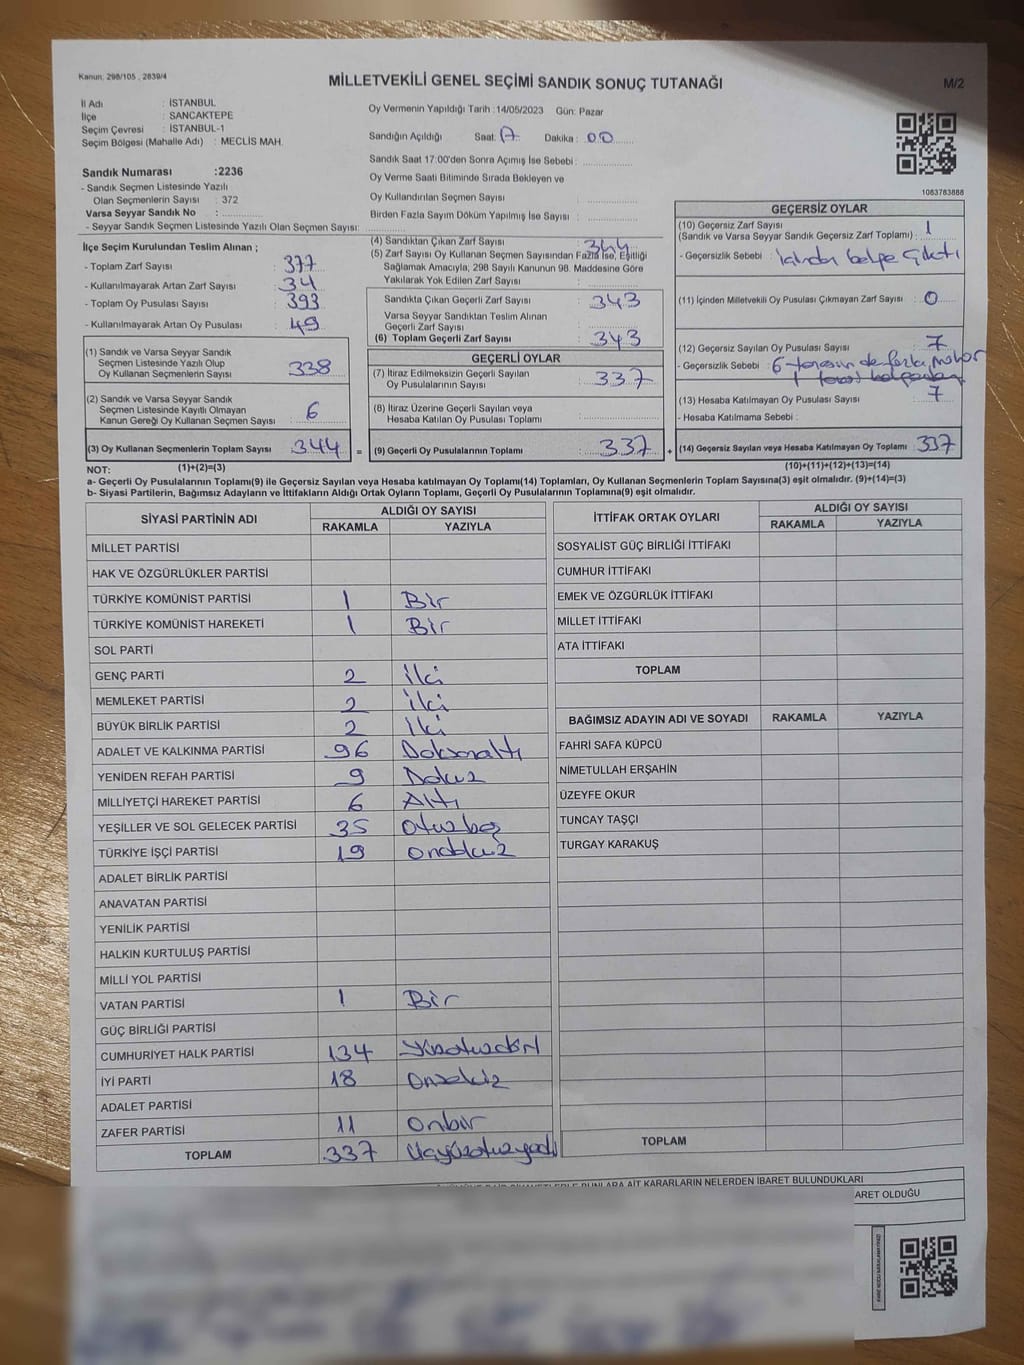 Kanun: 298/105 , 2839/4
MİLLETVEKİLİ GENEL SEÇİMİ SANDIK SONUÇ TUTANAĞI
M/2
İl Adı : İSTANBUL
İlçe : SANCAKTEPE
Seçim Çevresi : İSTANBUL-1
Seçim Bölgesi (Mahalle Adı) : MECLİS MAH.
Sandık Numarası :2236
- Sandık Seçmen Listesinde Yazılı
Olan Seçmenlerin Sayısı : 372
Varsa Seyyar Sandık No :
- Seyyar Sandık Seçmen Listesinde Yazılı Olan Seçmen Sayısı:
Oy Vermenin Yapıldığı Tarih :14/05/2023 Gün: Pazar
Sandığın Açıldığı Saat: 17 Dakika : 00
Sandık Saat 17:00'den Sonra Açımış İse Sebebi :
Oy Verme Saati Bitiminde Sırada Bekleyen ve
Oy Kullandırılan Seçmen Sayısı :
Birden Fazla Sayım Döküm Yapılmış İse Sayısı :
1083783888
İlçe Seçim Kurulundan Teslim Alınan ;
- Toplam Zarf Sayısı : 377
- Kullanılmayarak Artan Zarf Sayısı : 34
- Toplam Oy Pusulası Sayısı : 393
- Kullanılmayarak Artan Oy Pusulası : 49
(1) Sandık ve Varsa Seyyar Sandık
Seçmen Listesinde Yazılı Olup
Oy Kullanan Seçmenlerin Sayısı : 338
(2) Sandık ve Varsa Seyyar Sandık
Seçmen Listesinde Kayıtlı Olmayan
Kanun Gereği Oy Kullanan Seçmen Sayısı : 6
(3) Oy Kullanan Seçmenlerin Toplam Sayısı : 344 =
(4) Sandıktan Çıkan Zarf Sayısı : 344
(5) Zarf Sayısı Oy Kullanan Seçmen Sayısından Fazla İse, Eşitliği
Sağlamak Amacıyla, 298 Sayılı Kanunun 98. Maddesine Göre
Yakılarak Yok Edilen Zarf Sayısı :
Sandıkta Çıkan Geçerli Zarf Sayısı : 343
Varsa Seyyar Sandıktan Teslim Alınan
Geçerli Zarf Sayısı :
(6) Toplam Geçerli Zarf Sayısı : 343
GEÇERLİ OYLAR
(7) İtiraz Edilmeksizin Geçerli Sayılan
Oy Pusulalarının Sayısı : 337
(8) İtiraz Üzerine Geçerli Sayılan veya
Hesaba Katılan Oy Pusulalarının Toplamı :
(9) Geçerli Oy Pusulalarının Toplamı : 337 +
GEÇERSİZ OYLAR
(10) Geçersiz Zarf Sayısı
(Sandık ve Varsa Seyyar Sandık Geçersiz Zarf Toplamı) : 1
- Geçersizlik Sebebi : çıktı
(11) İçinden Milletvekili Oy Pusulası Çıkmayan Zarf Sayısı : 0
(12) Geçersiz Sayılan Oy Pusulası Sayısı : 7
- Geçersizlik Sebebi : 6 fazla mühür
(13) Hesaba Katılmayan Oy Pusulası Sayısı : 7
- Hesaba Katılmama Sebebi :
(14) Geçersiz Sayılan veya Hesaba Katılmayan Oy Toplamı : 337
NOT: (1)+(2)=(3) (10)+(11)+(12)+(13)=(14)
a- Geçerli Oy Pusulalarının Toplamı(9) ile Geçersiz Sayılan veya Hesaba Katılmayan Oy Toplamı(14) Toplamları, Oy Kullanan Seçmenlerin Toplam Sayısına(3) eşit olmalıdır. (9)+(14)=(3)
b- Siyasi Partilerin, Bağımsız Adayların ve İttifakların Aldığı Ortak Oyların Toplamı, Geçerli Oy Pusulalarının Toplamına(9) eşit olmalıdır.
SİYASİ PARTİNİN ADI ALDIĞI OY SAYISI
RAKAMLA YAZIYLA
MİLLET PARTİSİ
HAK VE ÖZGÜRLÜKLER PARTİSİ
TÜRKİYE KOMÜNİST PARTİSİ 1 Bir
TÜRKİYE KOMÜNİST HAREKETİ 1 Bir
SOL PARTİ
GENÇ PARTİ 2 İki
MEMLEKET PARTİSİ 2 İki
BÜYÜK BİRLİK PARTİSİ 2 İki
ADALET VE KALKINMA PARTİSİ 96 Doksanaltı
YENİDEN REFAH PARTİSİ 9 Dokuz
MİLLİYETÇİ HAREKET PARTİSİ 6 Altı
YEŞİLLER VE SOL GELECEK PARTİSİ 35 Otuzbeş
TÜRKİYE İŞÇİ PARTİSİ 19 Ondokuz
ADALET BİRLİK PARTİSİ
ANAVATAN PARTİSİ
YENİLİK PARTİSİ
HALKIN KURTULUŞ PARTİSİ
MİLLİ YOL PARTİSİ
VATAN PARTİSİ 1 Bir
GÜÇ BİRLİĞİ PARTİSİ
CUMHURİYET HALK PARTİSİ 134 Yüzotuzdört
İYİ PARTİ 18 Onsekiz
ADALET PARTİSİ
ZAFER PARTİSİ 11 Onbir
TOPLAM 337 Üçyüzotuzyedi
İTTİFAK ORTAK OYLARI ALDIĞI OY SAYISI
RAKAMLA YAZIYLA
SOSYALİST GÜÇ BİRLİĞİ İTTİFAKI
CUMHUR İTTİFAKI
EMEK VE ÖZGÜRLÜK İTTİFAKI
MİLLET İTTİFAKI
ATA İTTİFAKI
TOPLAM
BAĞIMSIZ ADAYIN ADI VE SOYADI RAKAMLA YAZIYLA
FAHRİ SAFA KÜPCÜ
NİMETULLAH ERŞAHİN
ÜZEYFE OKUR
TUNCAY TAŞÇI
TURGAY KARAKUŞ
TOPLAM
AİT KARARLARIN NELERDEN İBARET BULUNDUKLARI
ARET OLDUĞU